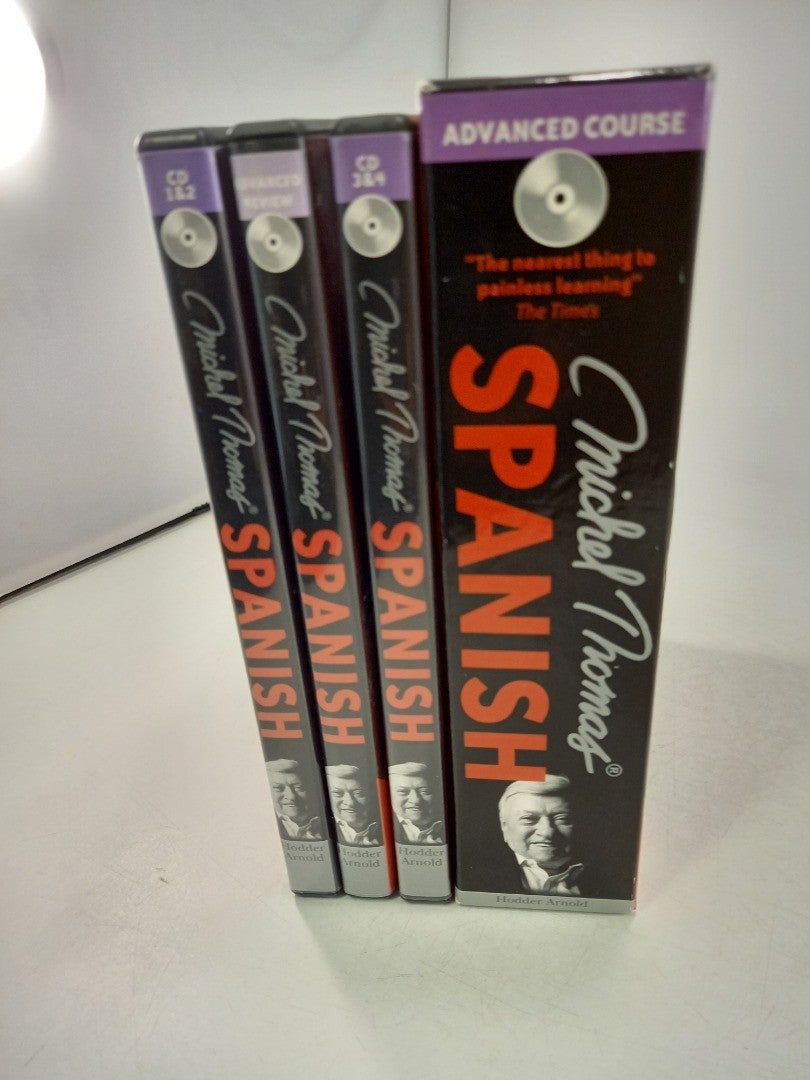 CD
1&2
Michel Thomas®
SPANISH
Hodder
Arnold
ADVANCED
REVIEW
Michel Thomas®
SPANISH
Hodder
Arnold
CD
3&4
Michel Thomas®
SPANISH
Hodder
Arnold
ADVANCED COURSE
"The nearest thing to
painless learning"
The Times
Michel Thomas®
SPANISH
Hodder Arnold